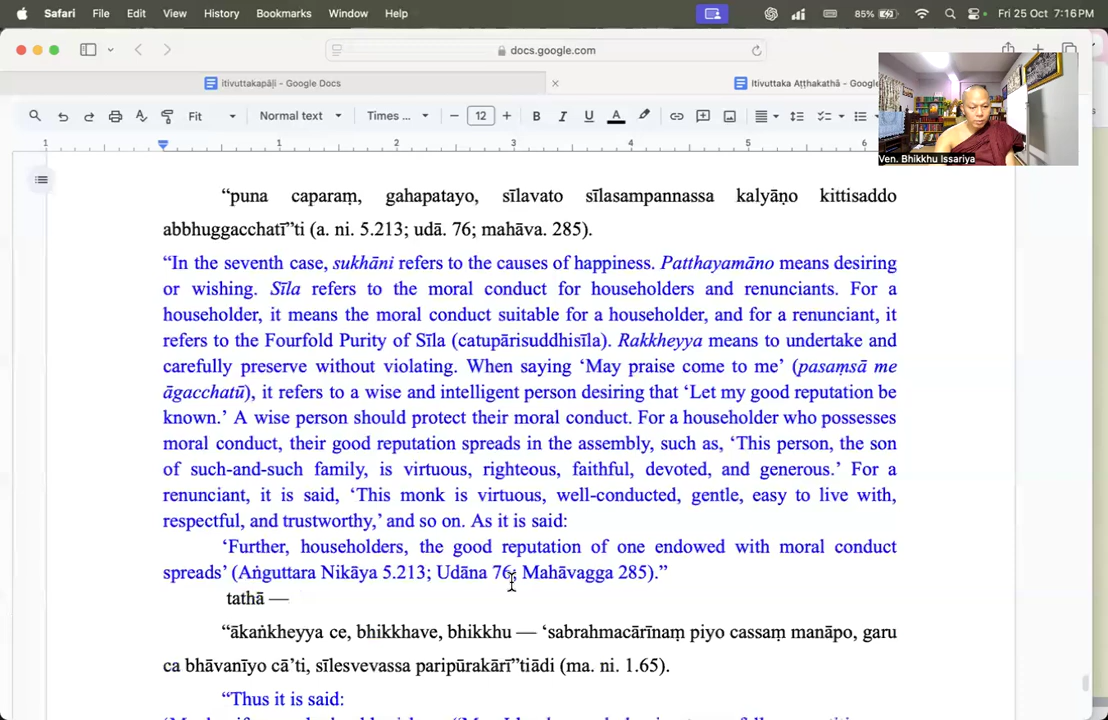 Safari File Edit View History Bookmarks Window Help 85% Fri 25 Oct 7:16 PM
docs.google.com
itivuttakapāḷi - Google Docs
Itivuttaka Aṭṭhakathā - Google
Fit Normal text Times ... 12 B I U A
1 1 2 3 4 5 6
Ven. Bhikkhu Issariya
“puna caparaṃ, gahapatayo, sīlavato sīlasampannassa kalyāṇo kittisaddo
abbhuggacchatī”ti (a. ni. 5.213; udā. 76; mahāva. 285).
“In the seventh case, sukhāni refers to the causes of happiness. Patthayamāno means desiring
or wishing. Sīla refers to the moral conduct for householders and renunciants. For a
householder, it means the moral conduct suitable for a householder, and for a renunciant, it
refers to the Fourfold Purity of Sīla (catupārisuddhisīla). Rakkheyya means to undertake and
carefully preserve without violating. When saying ‘May praise come to me’ (pasaṃsā me
āgacchatū), it refers to a wise and intelligent person desiring that ‘Let my good reputation be
known.’ A wise person should protect their moral conduct. For a householder who possesses
moral conduct, their good reputation spreads in the assembly, such as, ‘This person, the son
of such-and-such family, is virtuous, righteous, faithful, devoted, and generous.’ For a
renunciant, it is said, ‘This monk is virtuous, well-conducted, gentle, easy to live with,
respectful, and trustworthy,’ and so on. As it is said:
‘Further, householders, the good reputation of one endowed with moral conduct
spreads’ (Aṅguttara Nikāya 5.213; Udāna 76; Mahāvagga 285).”
tathā —
“ākaṅkheyya ce, bhikkhave, bhikkhu — ‘sabrahmacārīnaṃ piyo cassaṃ manāpo, garu
ca bhāvanīyo cā’ti, sīlesvevassa paripūrakārī”tiādi (ma. ni. 1.65).
“Thus it is said: